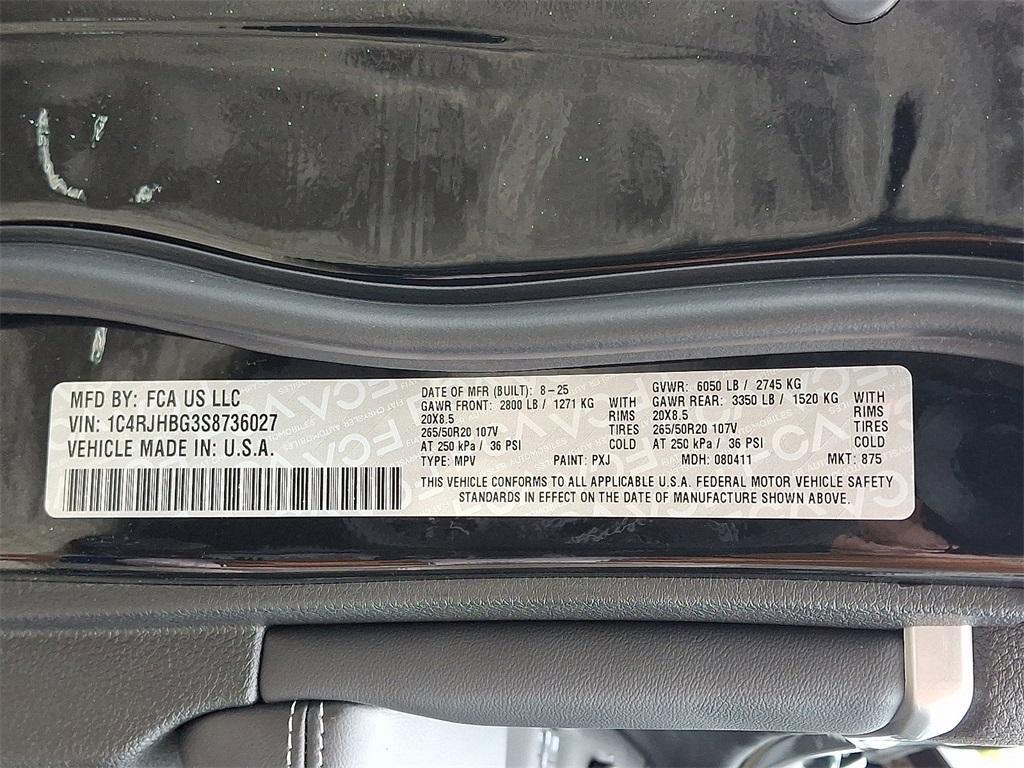 MFD BY: FCA US LLC
VIN: 1C4RJHBG3S8736027
VEHICLE MADE IN: U.S.A.
DATE OF MFR (BUILT): 8-25
GAWR FRONT: 2800 LB / 1271 KG WITH
20X8.5 RIMS
265/50R20 107V TIRES
AT 250 kPa / 36 PSI COLD
GVWR: 6050 LB / 2745 KG
GAWR REAR: 3350 LB / 1520 KG WITH
20X8.5 RIMS
265/50R20 107V TIRES
AT 250 kPa / 36 PSI COLD
TYPE: MPV PAINT: PXJ MDH: 080411 MKT: 875
THIS VEHICLE CONFORMS TO ALL APPLICABLE U.S.A. FEDERAL MOTOR VEHICLE SAFETY
STANDARDS IN EFFECT ON THE DATE OF MANUFACTURE SHOWN ABOVE.